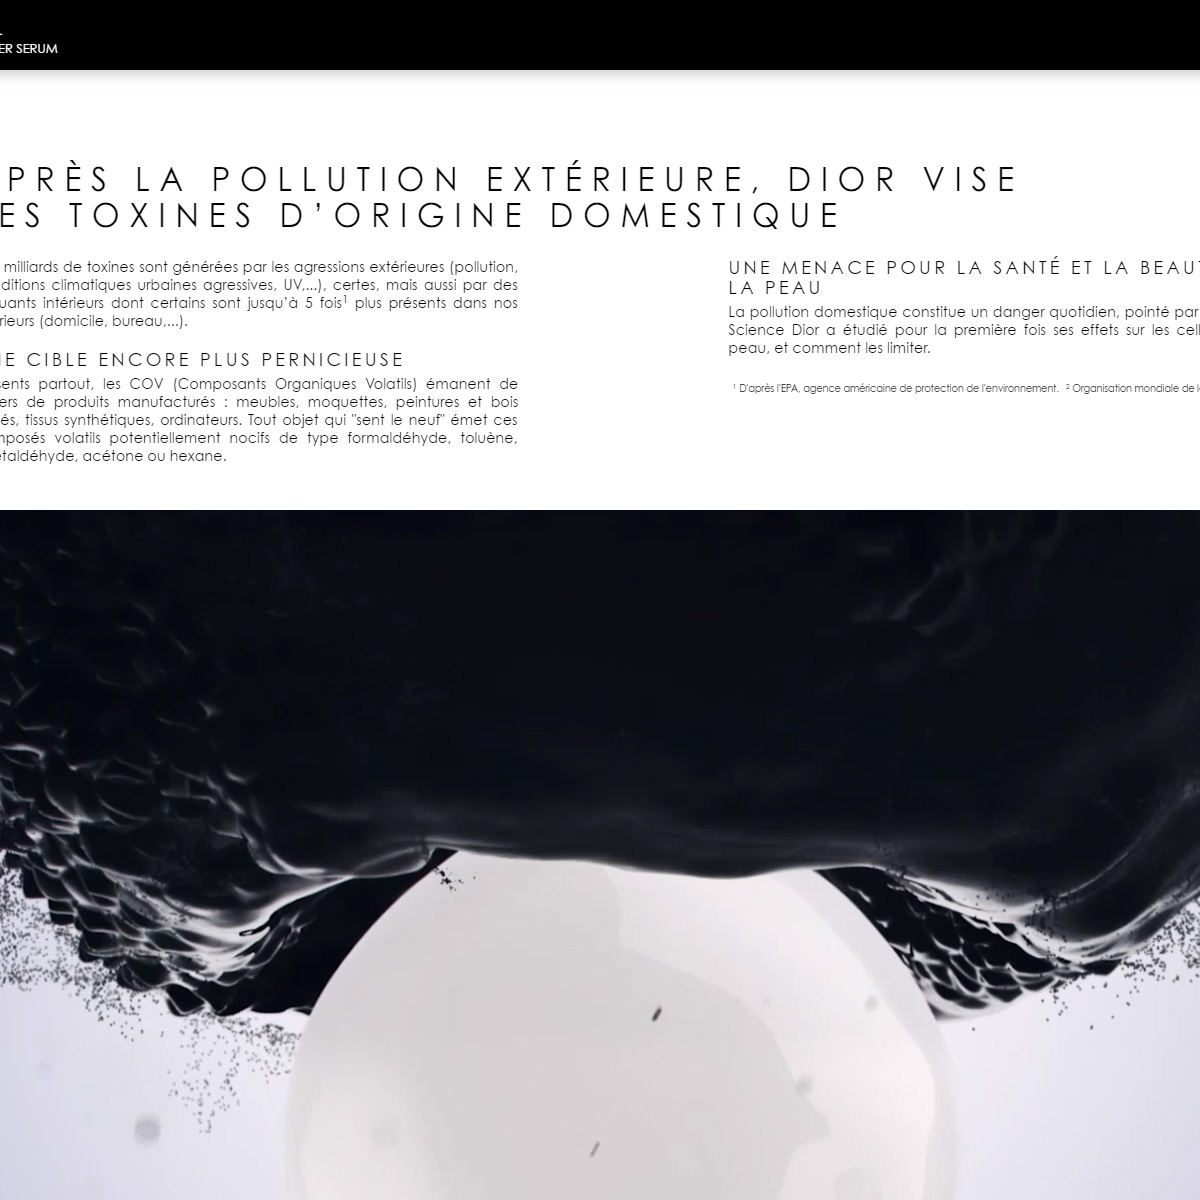 ER SERUM
PRÈS LA POLLUTION EXTÉRIEURE, DIOR VISE
ES TOXINES D’ORIGINE DOMESTIQUE
milliards de toxines sont générées par les agressions extérieures (pollution,
ditions climatiques urbaines agressives, UV,...), certes, mais aussi par des
uants intérieurs dont certains sont jusqu’à 5 fois¹ plus présents dans nos
rieurs (domicile, bureau,...).
NE CIBLE ENCORE PLUS PERNICIEUSE
sents partout, les COV (Composants Organiques Volatils) émanent de
ers de produits manufacturés : meubles, moquettes, peintures et bois
és, tissus synthétiques, ordinateurs. Tout objet qui "sent le neuf" émet ces
mposés volatils potentiellement nocifs de type formaldéhyde, toluène,
étaldéhyde, acétone ou hexane.
UNE MENACE POUR LA SANTÉ ET LA BEAUT
LA PEAU
La pollution domestique constitue un danger quotidien, pointé par
Science Dior a étudié pour la première fois ses effets sur les cell
peau, et comment les limiter.
¹ D'après l'EPA, agence américaine de protection de l'environnement. ² Organisation mondiale de l